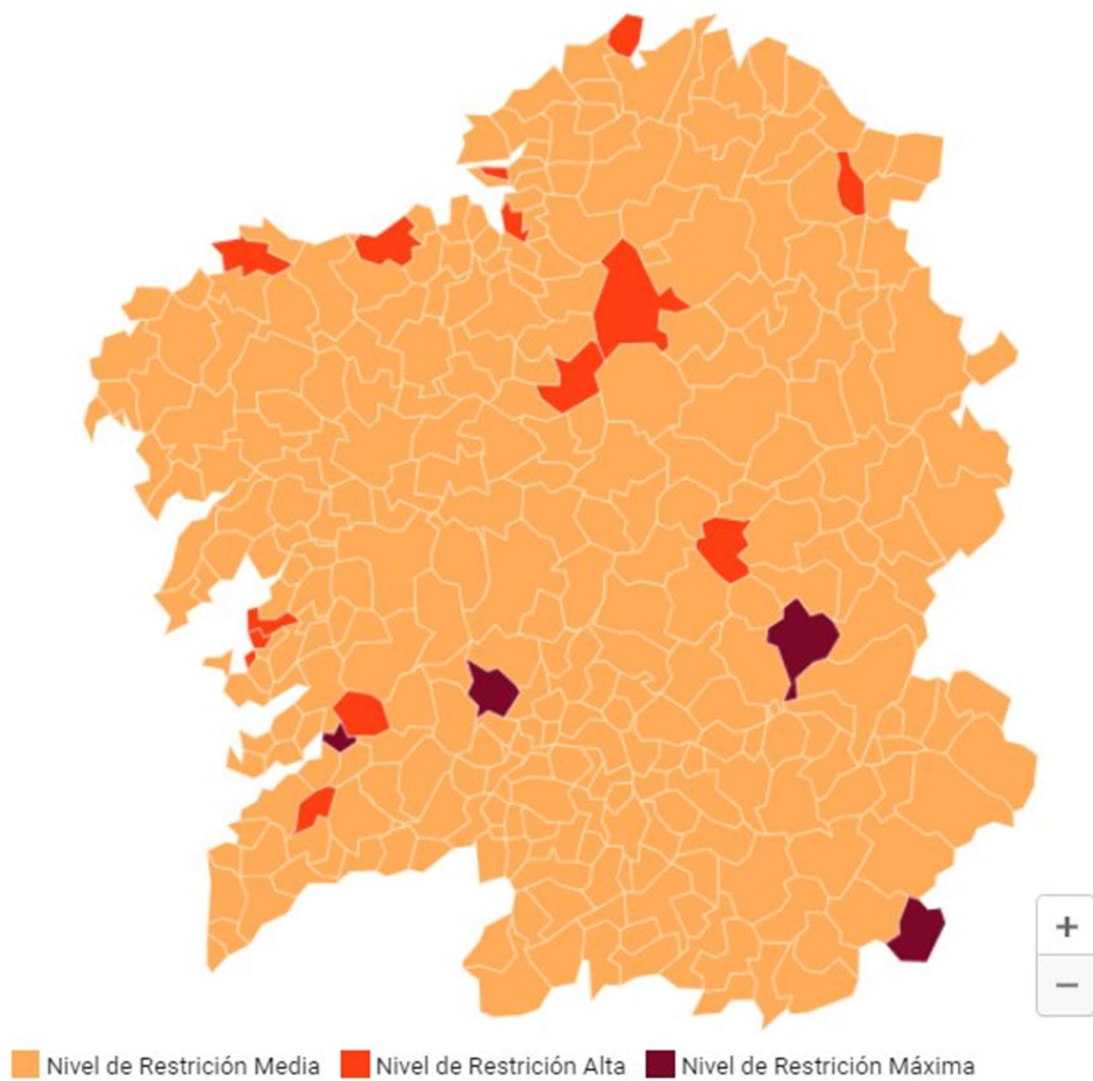 +
−
Nivel de Restrición Media Nivel de Restrición Alta Nivel de Restrición Máxima